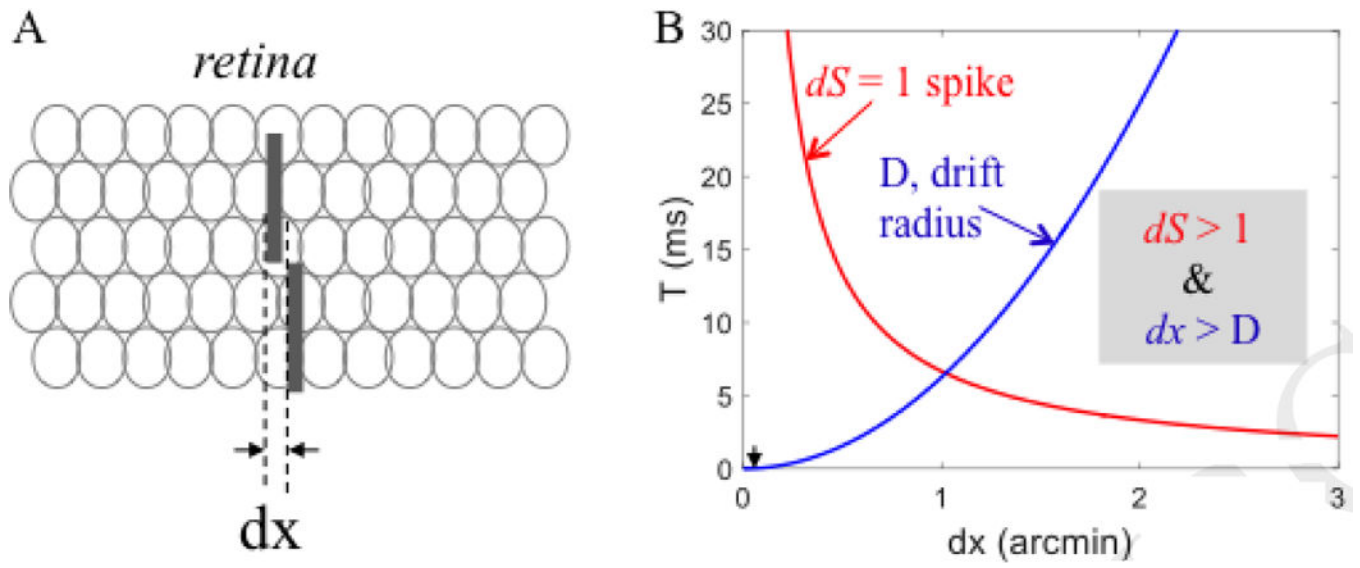 A
retina
dx
B
30
25
20
15
10
5
0
T (ms)
dS = 1 spike
D, drift
radius
dS > 1
&
dx > D
0
1
2
3
dx (arcmin)